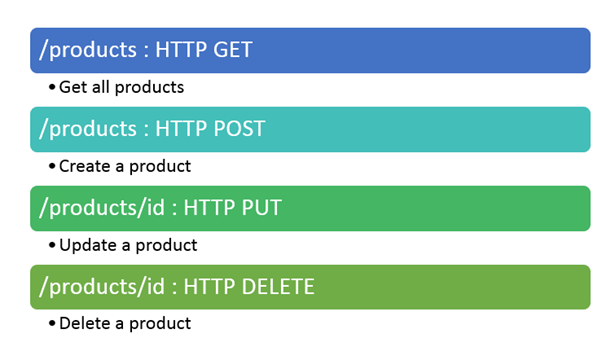 /products : HTTP GET
• Get all products
/products : HTTP POST
• Create a product
/products/id : HTTP PUT
• Update a product
/products/id : HTTP DELETE
• Delete a product